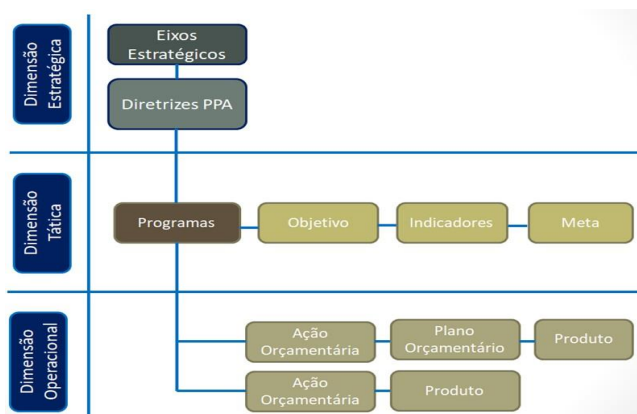 Dimensão
Estratégica
Eixos
Estratégicos
Diretrizes PPA
Dimensão
Tática
Programas
Objetivo
Indicadores
Meta
Dimensão
Operacional
Ação
Orçamentária
Plano
Orçamentário
Produto
Ação
Orçamentária
Produto